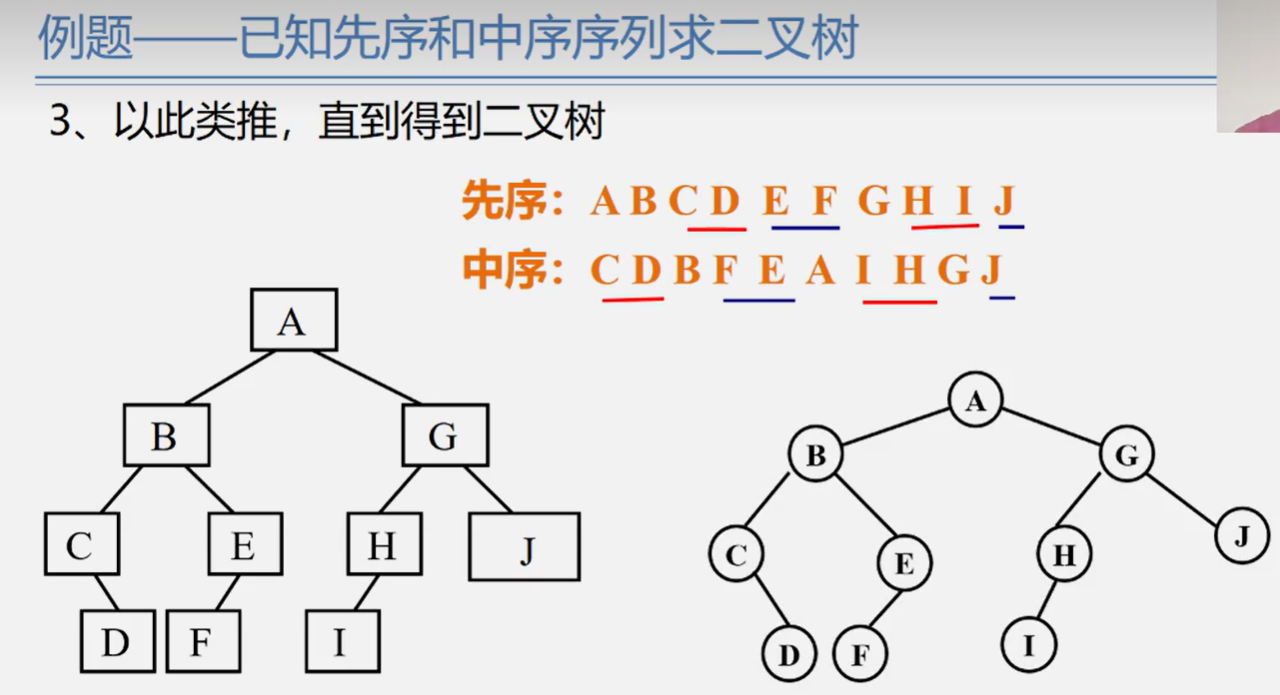 例题——已知先序和中序序列求二叉树
3、以此类推，直到得到二叉树
先序：A B C D E F G H I J
中序：C D B F E A I H G J
A
B G
C E H J
D F I
A
B G
C E H J
D F I